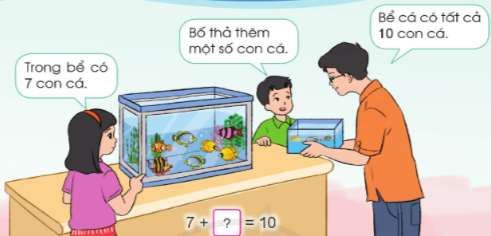 Trong bể có
7 con cá.
Bố thả thêm
một số con cá.
Bể cá có tất cả
10 con cá.
7 + ? = 10